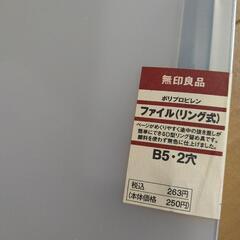 無印良品
ポリプロピレン
ファイル(リング式)
ページがめくりやすく途中の抜き差しが
簡単にできるD型リング留め具です。
顔料を使わず無色に仕上げました。
B5・2穴
税込 263円
(本体価格 250円)